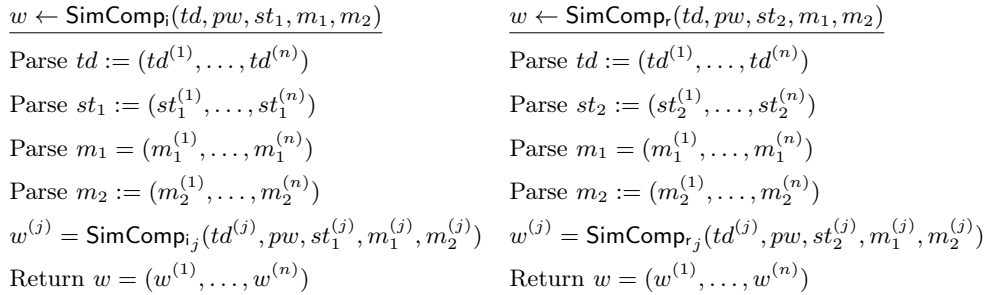 w ← SimComp_i(td, pw, st_1, m_1, m_2)
Parse td := (td^(1), …, td^(n))
Parse st_1 := (st_1^(1), …, st_1^(n))
Parse m_1 = (m_1^(1), …, m_1^(n))
Parse m_2 := (m_2^(1), …, m_2^(n))
w^(j) = SimComp_{i_j}(td^(j), pw, st_1^(j), m_1^(j), m_2^(j))
Return w = (w^(1), …, w^(n))
w ← SimComp_r(td, pw, st_2, m_1, m_2)
Parse td := (td^(1), …, td^(n))
Parse st_2 := (st_2^(1), …, st_2^(n))
Parse m_1 = (m_1^(1), …, m_1^(n))
Parse m_2 := (m_2^(1), …, m_2^(n))
w^(j) = SimComp_{r_j}(td^(j), pw, st_2^(j), m_1^(j), m_2^(j))
Return w = (w^(1), …, w^(n))